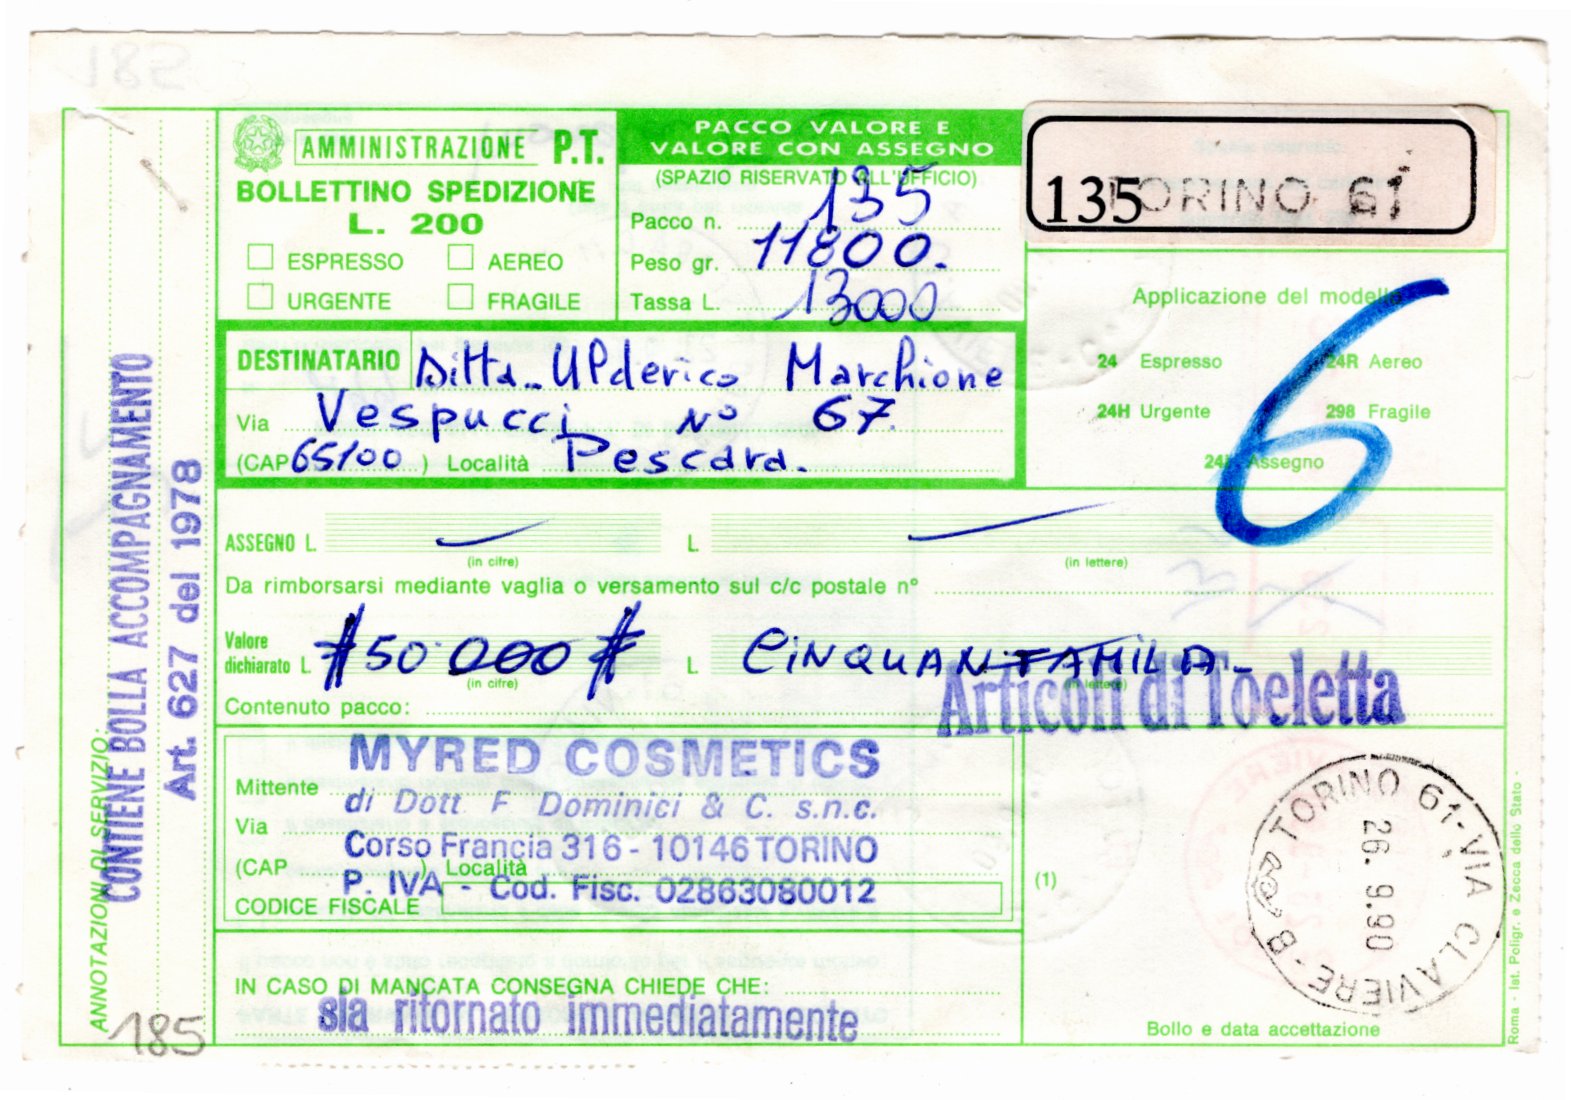 185
AMMINISTRAZIONE P.T.
BOLLETTINO SPEDIZIONE
L. 200
ESPRESSO AEREO
URGENTE FRAGILE
PACCO VALORE E
VALORE CON ASSEGNO
(SPAZIO RISERVATO ALL'UFFICIO)
Pacco n. 135
Peso gr. 11800.
Tassa L. 13000
135 TORINO 61
Applicazione del modello
24 Espresso 24R Aereo
24H Urgente 298 Fragile
Assegno
6
DESTINATARIO Ditta Ulderico Marchione
Via Vespucci N° 67.
(CAP 65100) Località Pescara.
ASSEGNO L. L.
(in cifre) (in lettere)
Da rimborsarsi mediante vaglia o versamento sul c/c postale n°
Valore
dichiarato L. #50000# L. CINQUANTAMILA
(in cifre) (in lettere)
Contenuto pacco: Articoli di Toeletta
MYRED COSMETICS
Mittente di Dott F Dominici & C. s.n.c.
Via Corso Francia 316 - 10146 TORINO
(CAP ) Località
P. IVA - Cod. Fisc. 02863080012
CODICE FISCALE
(1)
TORINO 61 - VIA CLAVIERE - B
26. 9.90
IN CASO DI MANCATA CONSEGNA CHIEDE CHE:
sia ritornato immediatamente
Bollo e data accettazione
ANNOTAZIONI DI SERVIZIO:
CONTIENE BOLLA ACCOMPAGNAMENTO
Art. 627 del 1978
185
Roma - Ist. Poligr. e Zecca dello Stato -